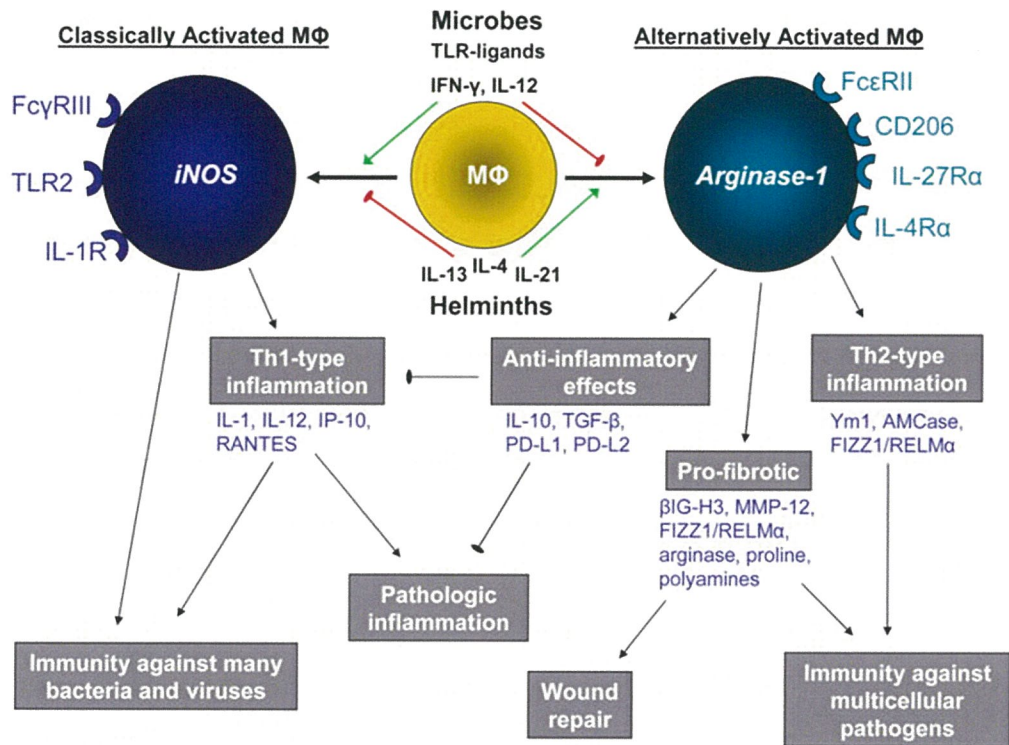 Classically Activated MΦ
Microbes
TLR-ligands
IFN-γ, IL-12
Alternatively Activated MΦ
FcγRIII
TLR2
IL-1R
iNOS
MΦ
Arginase-1
FcεRII
CD206
IL-27Rα
IL-4Rα
IL-13 IL-4 IL-21
Helminths
Th1-type
inflammation
IL-1, IL-12, IP-10,
RANTES
Anti-inflammatory
effects
IL-10, TGF-β,
PD-L1, PD-L2
Th2-type
inflammation
Ym1, AMCase,
FIZZ1/RELMα
Pro-fibrotic
βIG-H3, MMP-12,
FIZZ1/RELMα,
arginase, proline,
polyamines
Pathologic
inflammation
Immunity against many
bacteria and viruses
Wound
repair
Immunity against
multicellular
pathogens